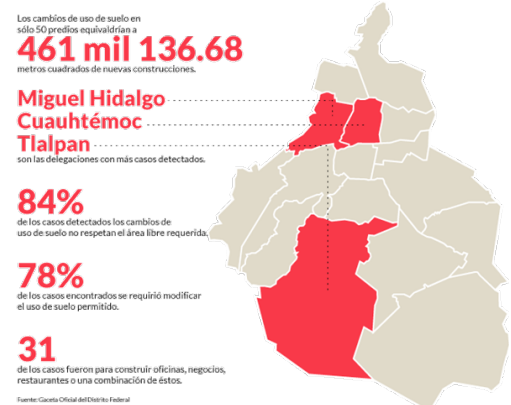 Los cambios de uso de suelo en
sólo 50 predios equivaldrían a
461 mil 136.68
metros cuadrados de nuevas construcciones.
Miguel Hidalgo
Cuauhtémoc
Tlalpan
son las delegaciones con más casos detectados.
84%
de los casos detectados los cambios de
uso de suelo no respetan el área libre requerida.
78%
de los casos encontrados se requirió modificar
el uso de suelo permitido.
31
de los casos fueron para construir oficinas, negocios,
restaurantes o una combinación de éstos.
Fuente: Gaceta Oficial del Distrito Federal